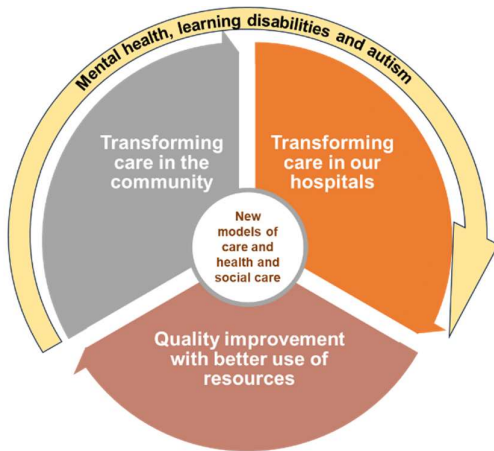 Mental health, learning disabilities and autism
Transforming
care in the
community
Transforming
care in our
hospitals
New
models of
care and
health and
social care
Quality improvement
with better use of
resources